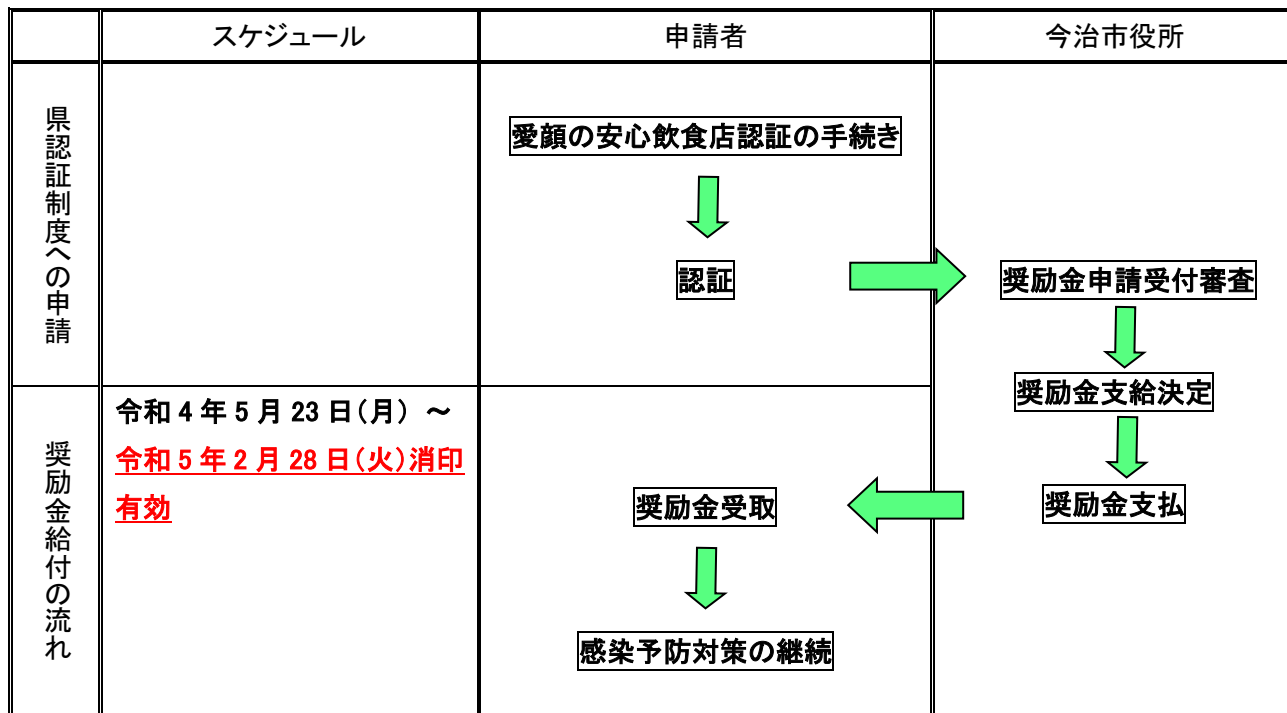 スケジュール
申請者
今治市役所
県認証制度への申請
愛顔の安心飲食店認証の手続き
認証
奨励金申請受付審査
奨励金支給決定
奨励金給付の流れ
令和4年5月23日(月) ～
令和5年2月28日(火)消印
有効
奨励金支払
奨励金受取
感染予防対策の継続